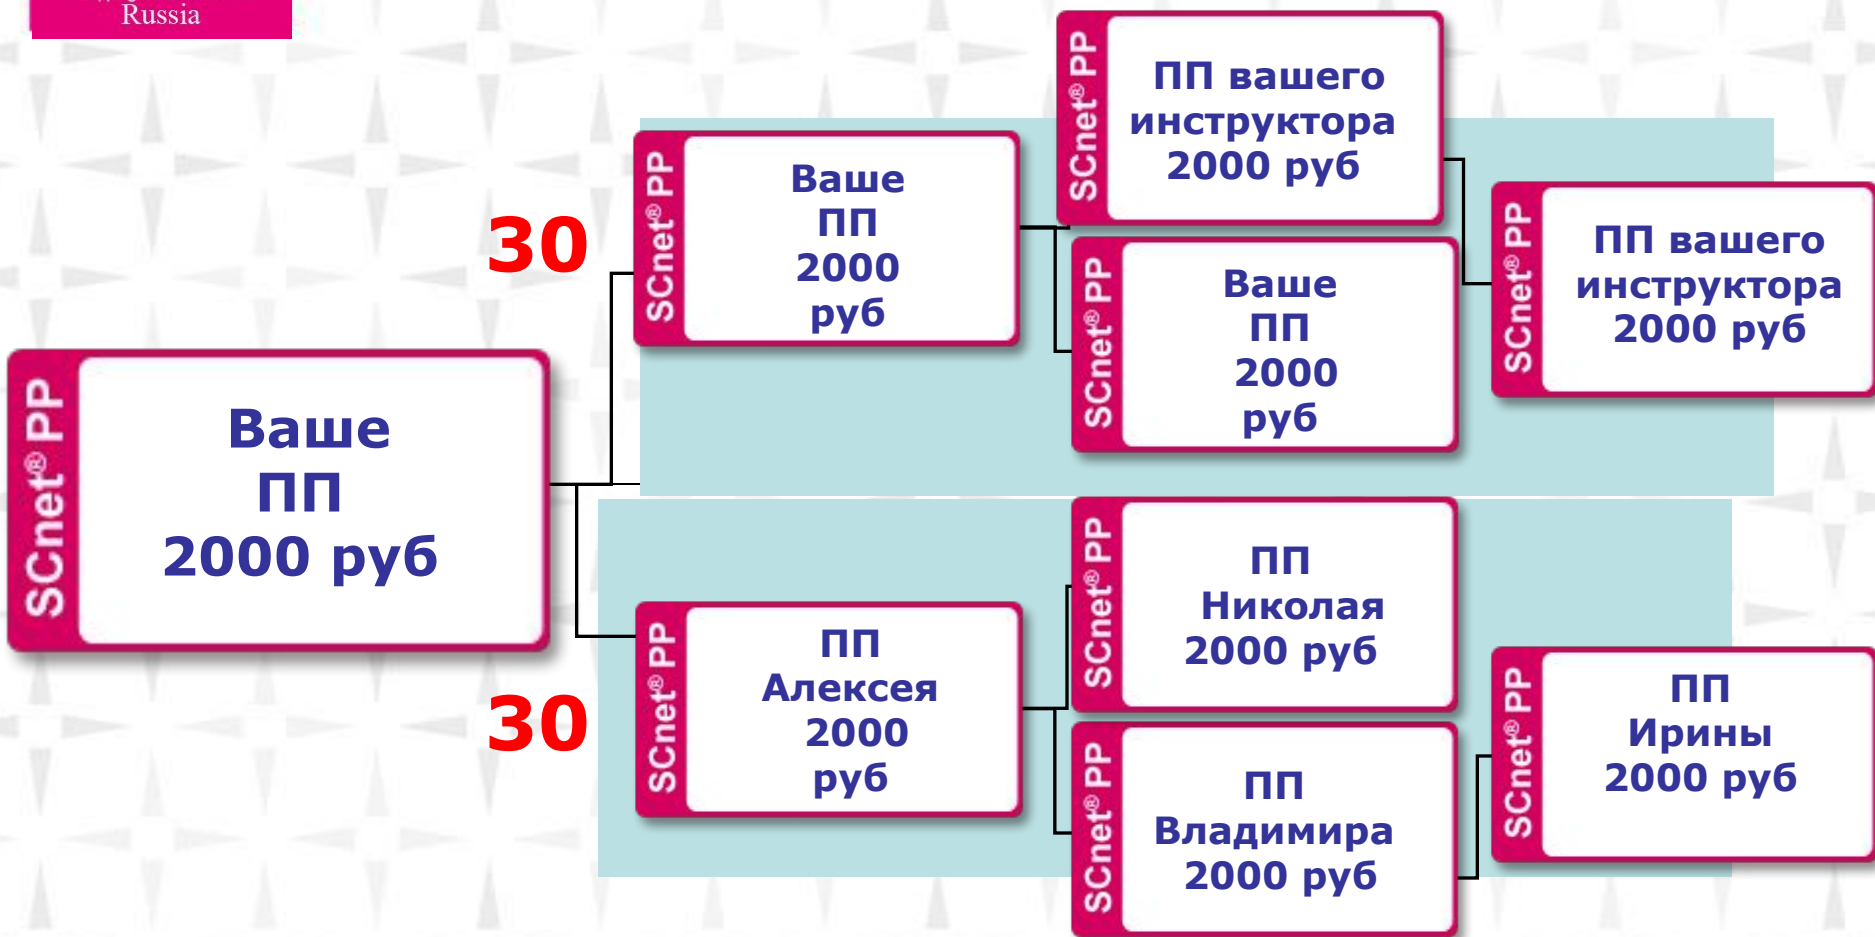 Russia
ПП вашего
инструктора
2000 руб
SCnet® PP
Ваше
ПП
2000
руб
SCnet® PP
30
ПП вашего
инструктора
2000 руб
SCnet® PP
Ваше
ПП
2000
руб
SCnet® PP
Ваше
ПП
2000 руб
SCnet® PP
ПП
Николая
2000 руб
SCnet® PP
ПП
Алексея
2000
руб
SCnet® PP
30
ПП
Ирины
2000 руб
SCnet® PP
ПП
Владимира
2000 руб
SCnet® PP